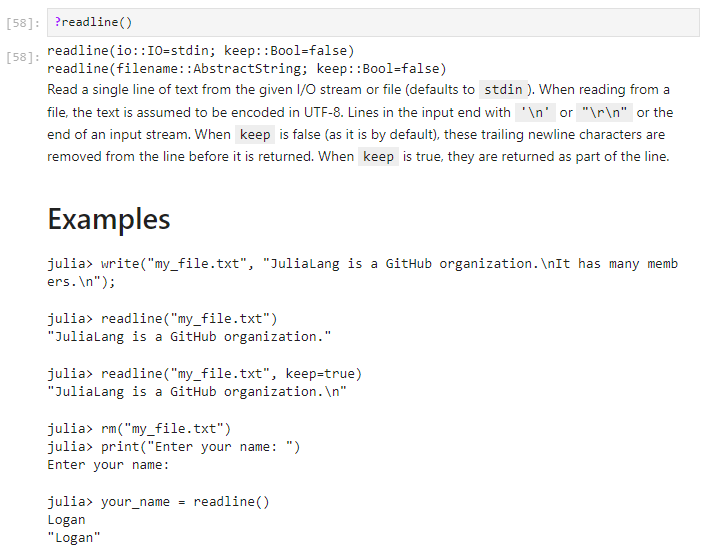 [58]: ?readline()
[58]: readline(io::IO=stdin; keep::Bool=false)
readline(filename::AbstractString; keep::Bool=false)
Read a single line of text from the given I/O stream or file (defaults to stdin ). When reading from a
file, the text is assumed to be encoded in UTF-8. Lines in the input end with '\n' or "\r\n" or the
end of an input stream. When keep is false (as it is by default), these trailing newline characters are
removed from the line before it is returned. When keep is true, they are returned as part of the line.
Examples
julia> write("my_file.txt", "JuliaLang is a GitHub organization.\nIt has many memb
ers.\n");
julia> readline("my_file.txt")
"JuliaLang is a GitHub organization."
julia> readline("my_file.txt", keep=true)
"JuliaLang is a GitHub organization.\n"
julia> rm("my_file.txt")
julia> print("Enter your name: ")
Enter your name:
julia> your_name = readline()
Logan
"Logan"